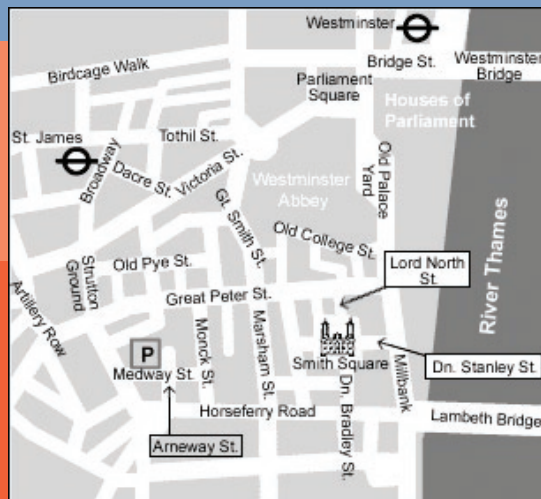 Westminster
Bridge St.
Westminster
Bridge
Birdcage Walk
Parliament
Square
Houses of
Parliament
St. James
Tothil St.
Broadway
Dacre St.
Victoria St.
Old Palace
Yard
Westminster
Abbey
Gt. Smith St.
Old College St.
Strutton
Ground
Old Pye St.
Lord North
St.
River Thames
Artillery Row
Great Peter St.
P
Medway St.
Monck St.
Marsham St.
Smith Square
Millbank
Dn. Stanley St.
Dn. Bradley St.
Horseferry Road
Lambeth Bridge
Arneway St.